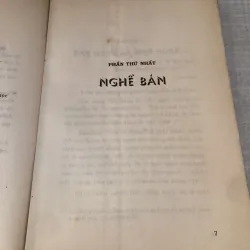 PHẦN THỨ NHẤT
NGHỀ BÁN
7